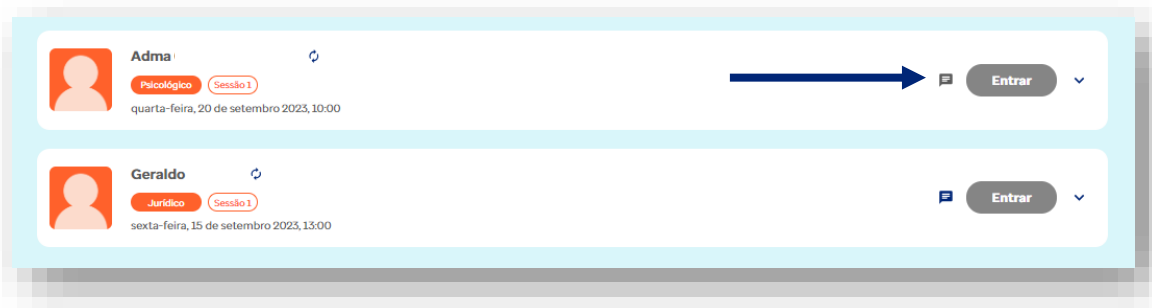 Adma
Psicológico Sessão 1
quarta-feira, 20 de setembro 2023, 10:00
Entrar
Geraldo
Jurídico Sessão 1
sexta-feira, 15 de setembro 2023, 13:00
Entrar